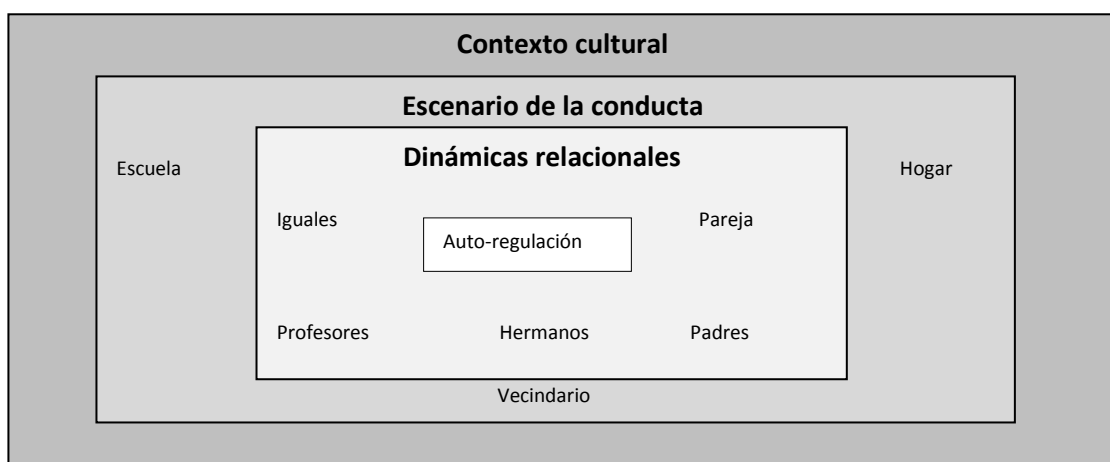 Contexto cultural
Escenario de la conducta
Dinámicas relacionales
Escuela
Hogar
Iguales
Pareja
Auto-regulación
Profesores
Hermanos
Padres
Vecindario